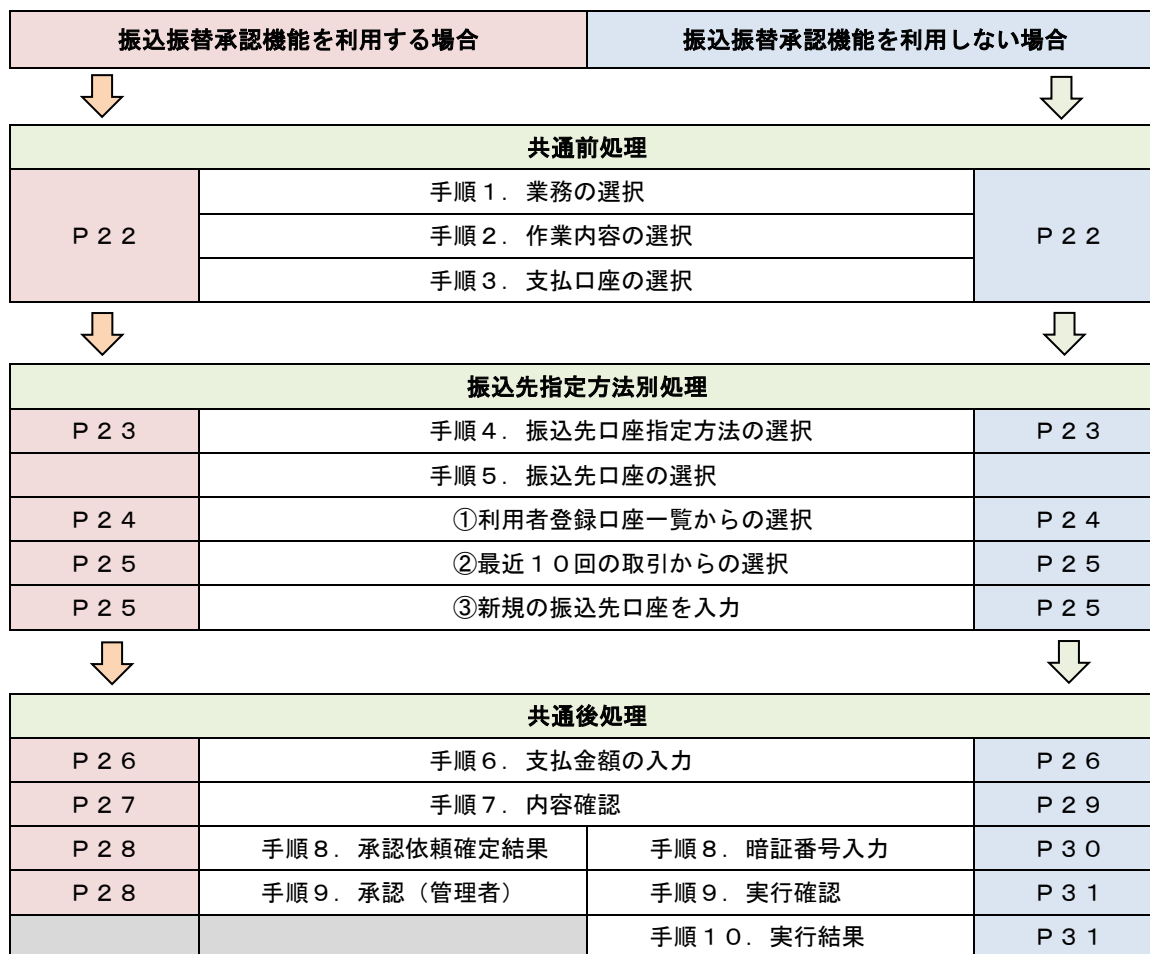 振込振替承認機能を利用する場合 振込振替承認機能を利用しない場合
共通前処理
手順１．業務の選択
Ｐ２２ 手順２．作業内容の選択 Ｐ２２
手順３．支払口座の選択
振込先指定方法別処理
Ｐ２３ 手順４．振込先口座指定方法の選択 Ｐ２３
手順５．振込先口座の選択
Ｐ２４ ①利用者登録口座一覧からの選択 Ｐ２４
Ｐ２５ ②最近１０回の取引からの選択 Ｐ２５
Ｐ２５ ③新規の振込先口座を入力 Ｐ２５
共通後処理
Ｐ２６ 手順６．支払金額の入力 Ｐ２６
Ｐ２７ 手順７．内容確認 Ｐ２９
Ｐ２８ 手順８．承認依頼確定結果 手順８．暗証番号入力 Ｐ３０
Ｐ２８ 手順９．承認（管理者） 手順９．実行確認 Ｐ３１
手順１０．実行結果 Ｐ３１